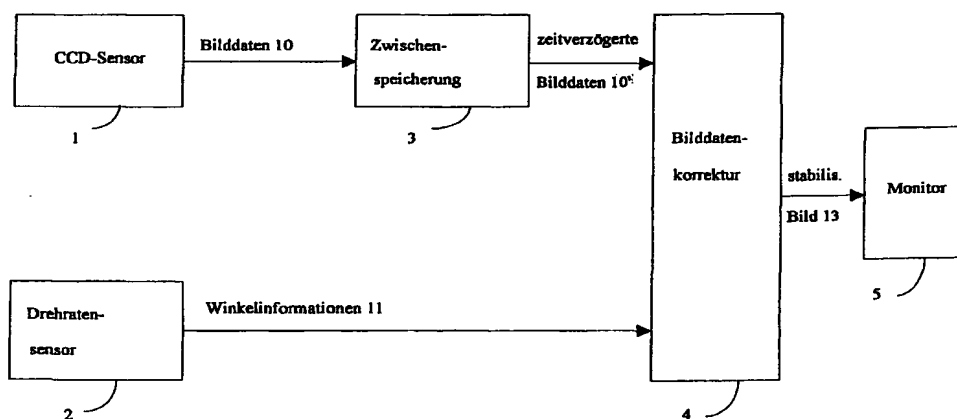 CCD-Sensor
1
Bilddaten 10
Zwischen-
speicherung
3
zeitverzögerte
Bilddaten 10'
Bilddaten-
korrektur
4
stabilis.
Bild 13
Monitor
5
Drehraten-
sensor
2
Winkelinformationen 11